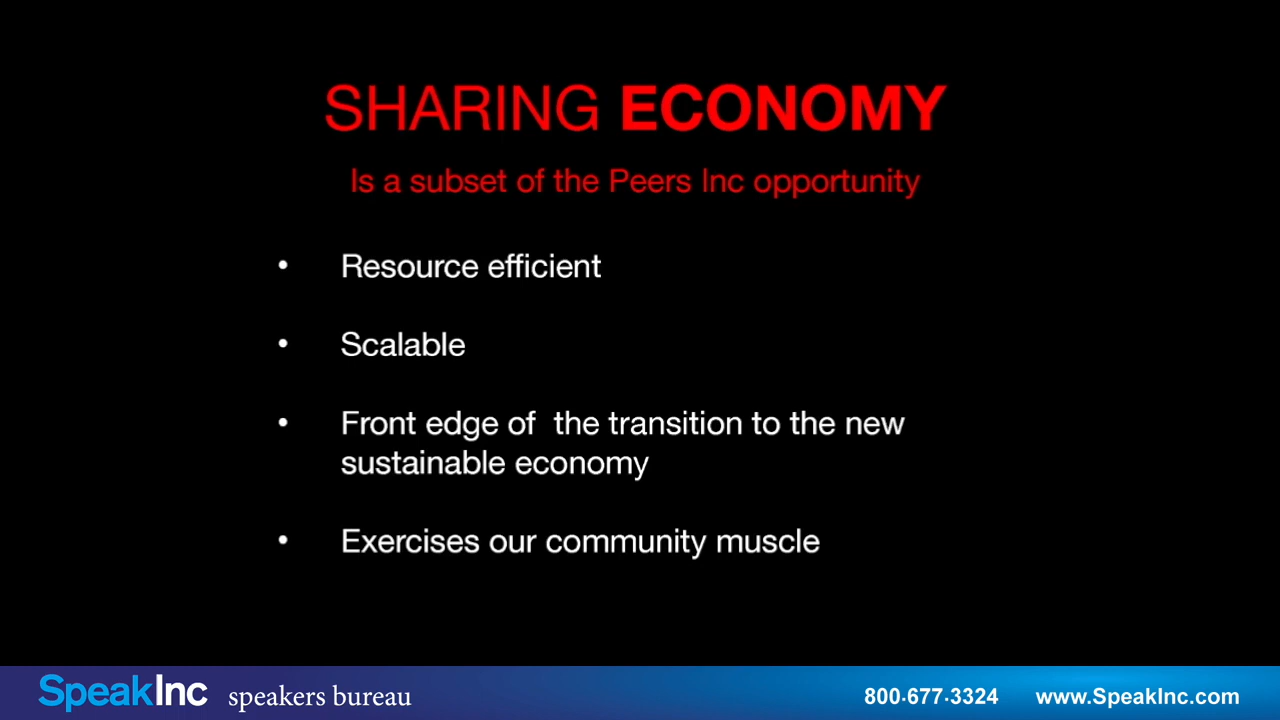 SHARING ECONOMY
Is a subset of the Peers Inc opportunity
• Resource efficient
• Scalable
• Front edge of  the transition to the new
sustainable economy
• Exercises our community muscle
SpeakInc speakers bureau 800-677-3324 www.SpeakInc.com